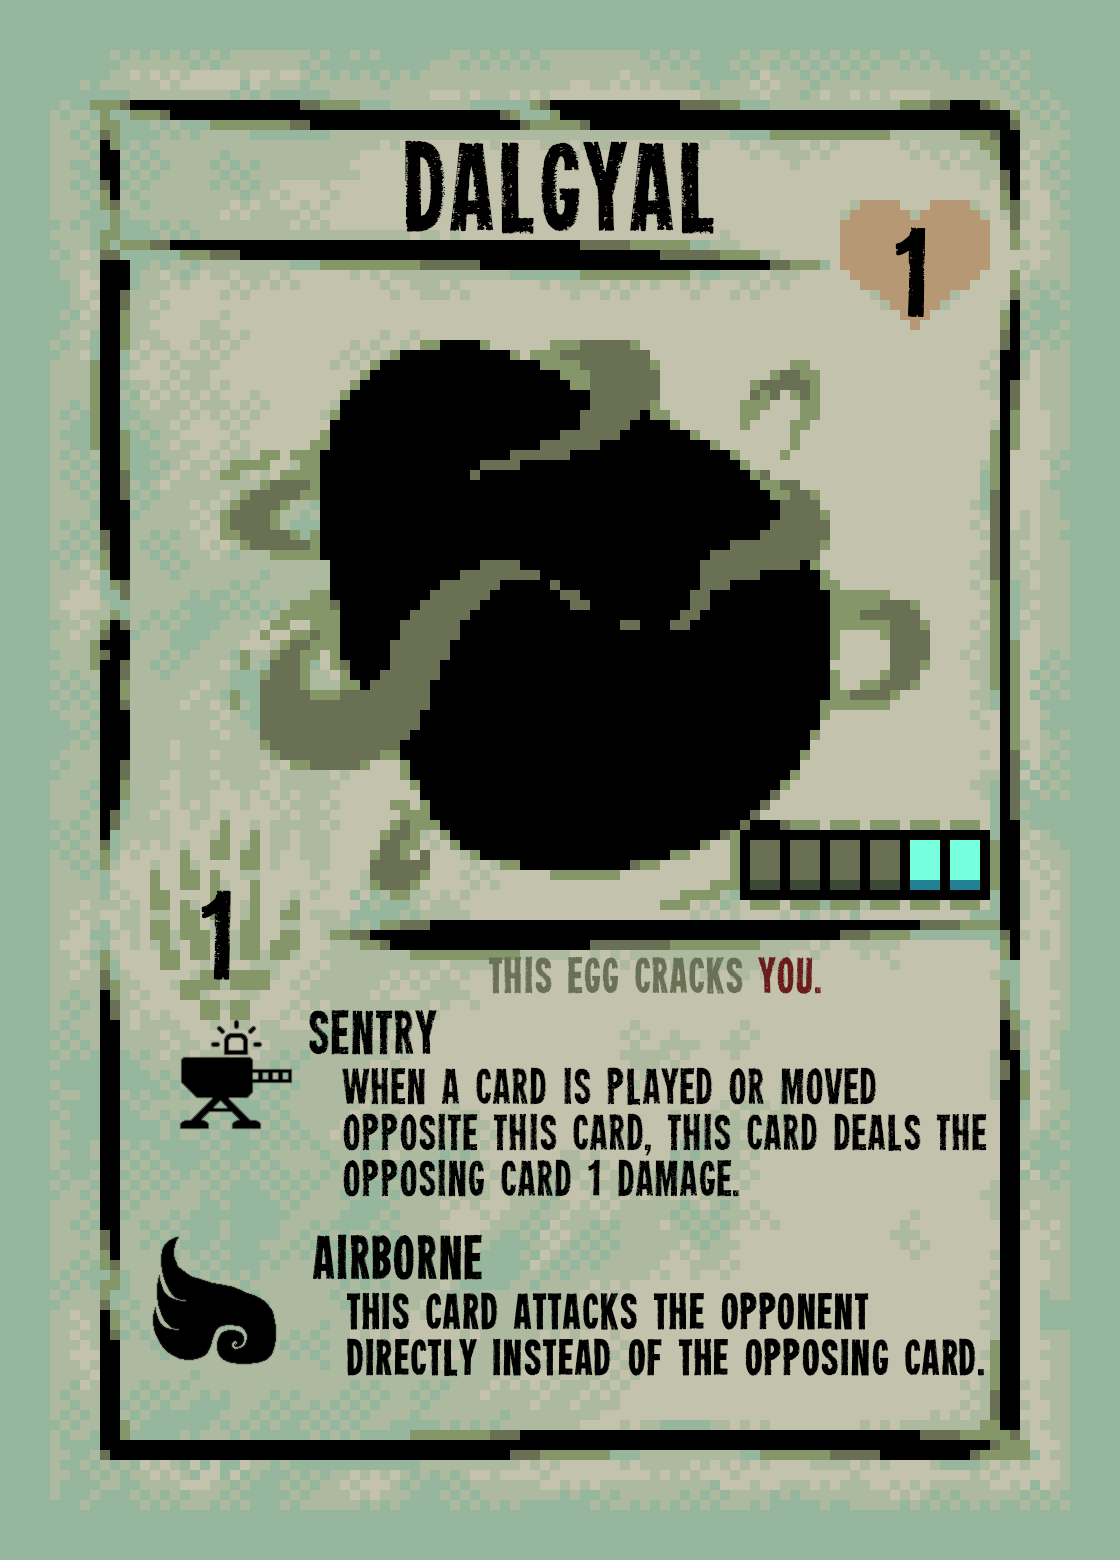 DALGYAL
1
1
THIS EGG CRACKS YOU.
SENTRY
WHEN A CARD IS PLAYED OR MOVED
OPPOSITE THIS CARD, THIS CARD DEALS THE
OPPOSING CARD 1 DAMAGE.
AIRBORNE
THIS CARD ATTACKS THE OPPONENT
DIRECTLY INSTEAD OF THE OPPOSING CARD.